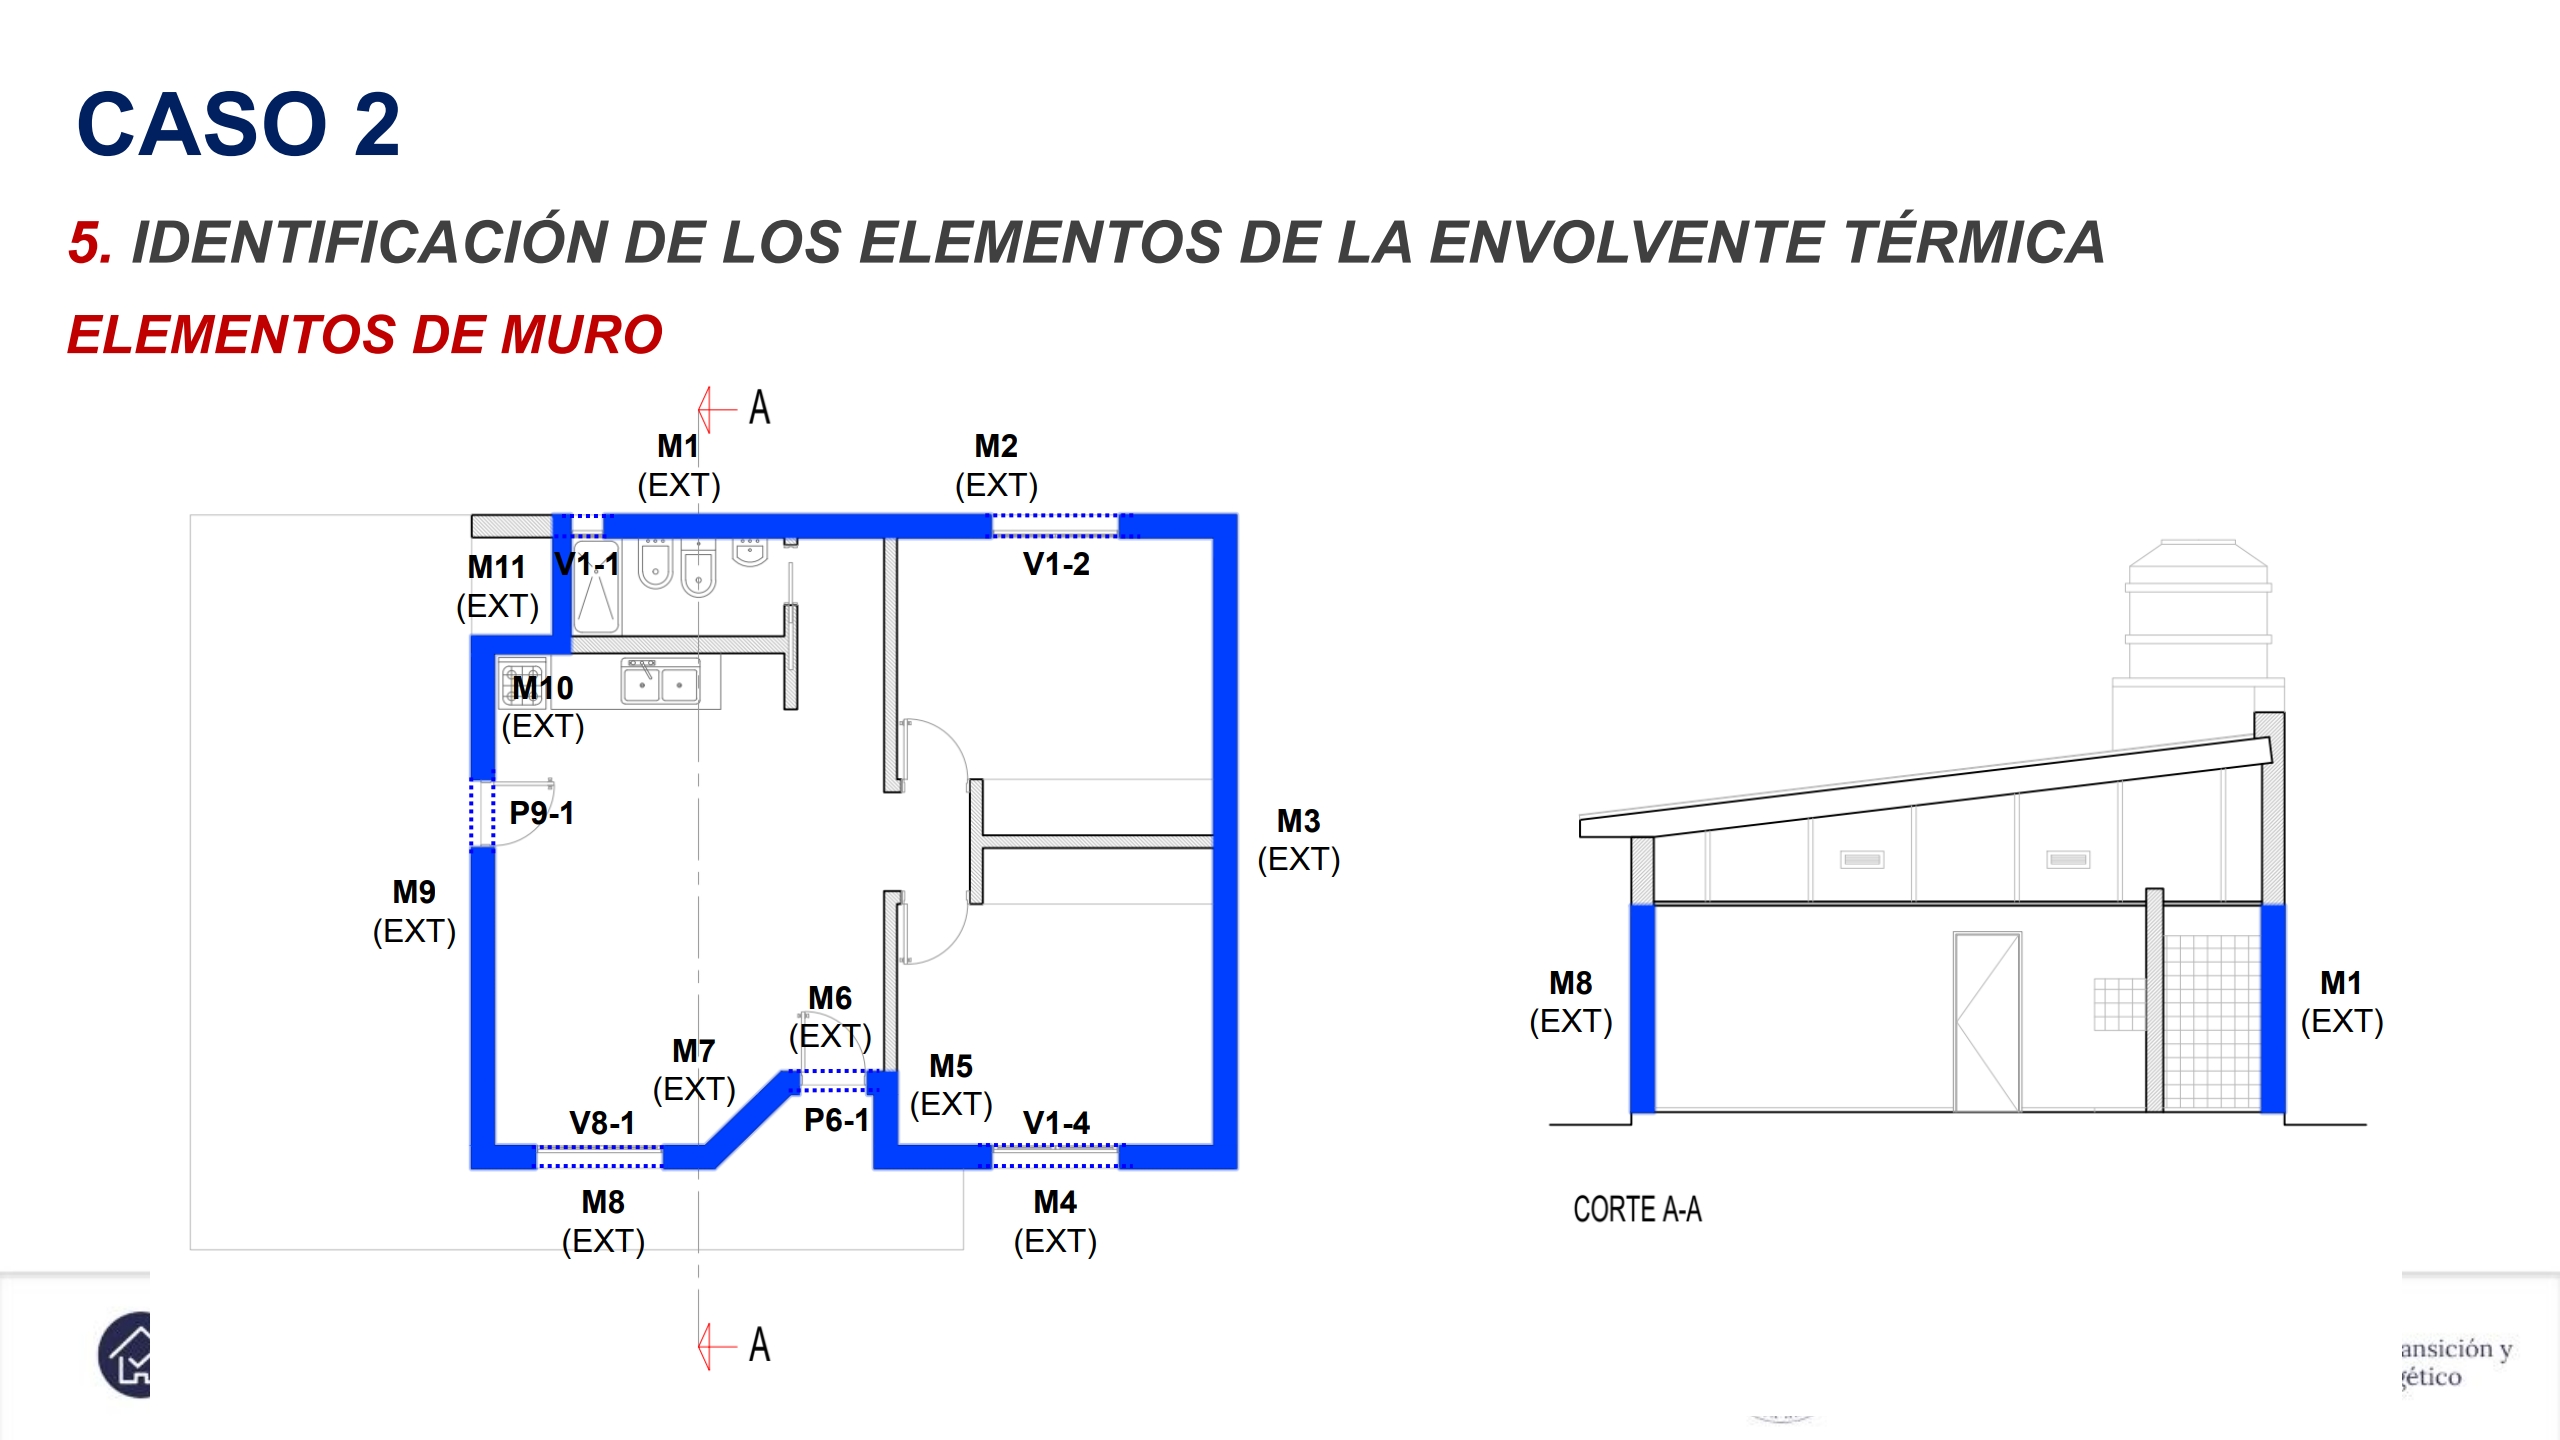 CASO 2
5. IDENTIFICACIÓN DE LOS ELEMENTOS DE LA ENVOLVENTE TÉRMICA
ELEMENTOS DE MURO
A
M1
(EXT)
M2
(EXT)
M11
(EXT)
V1-1
V1-2
M10
(EXT)
P9-1
M3
(EXT)
M9
(EXT)
M6
(EXT)
M7
(EXT)
M5
(EXT)
V8-1
P6-1
V1-4
M8
(EXT)
M4
(EXT)
A
M8
(EXT)
M1
(EXT)
CORTE A-A
ansición y
gético